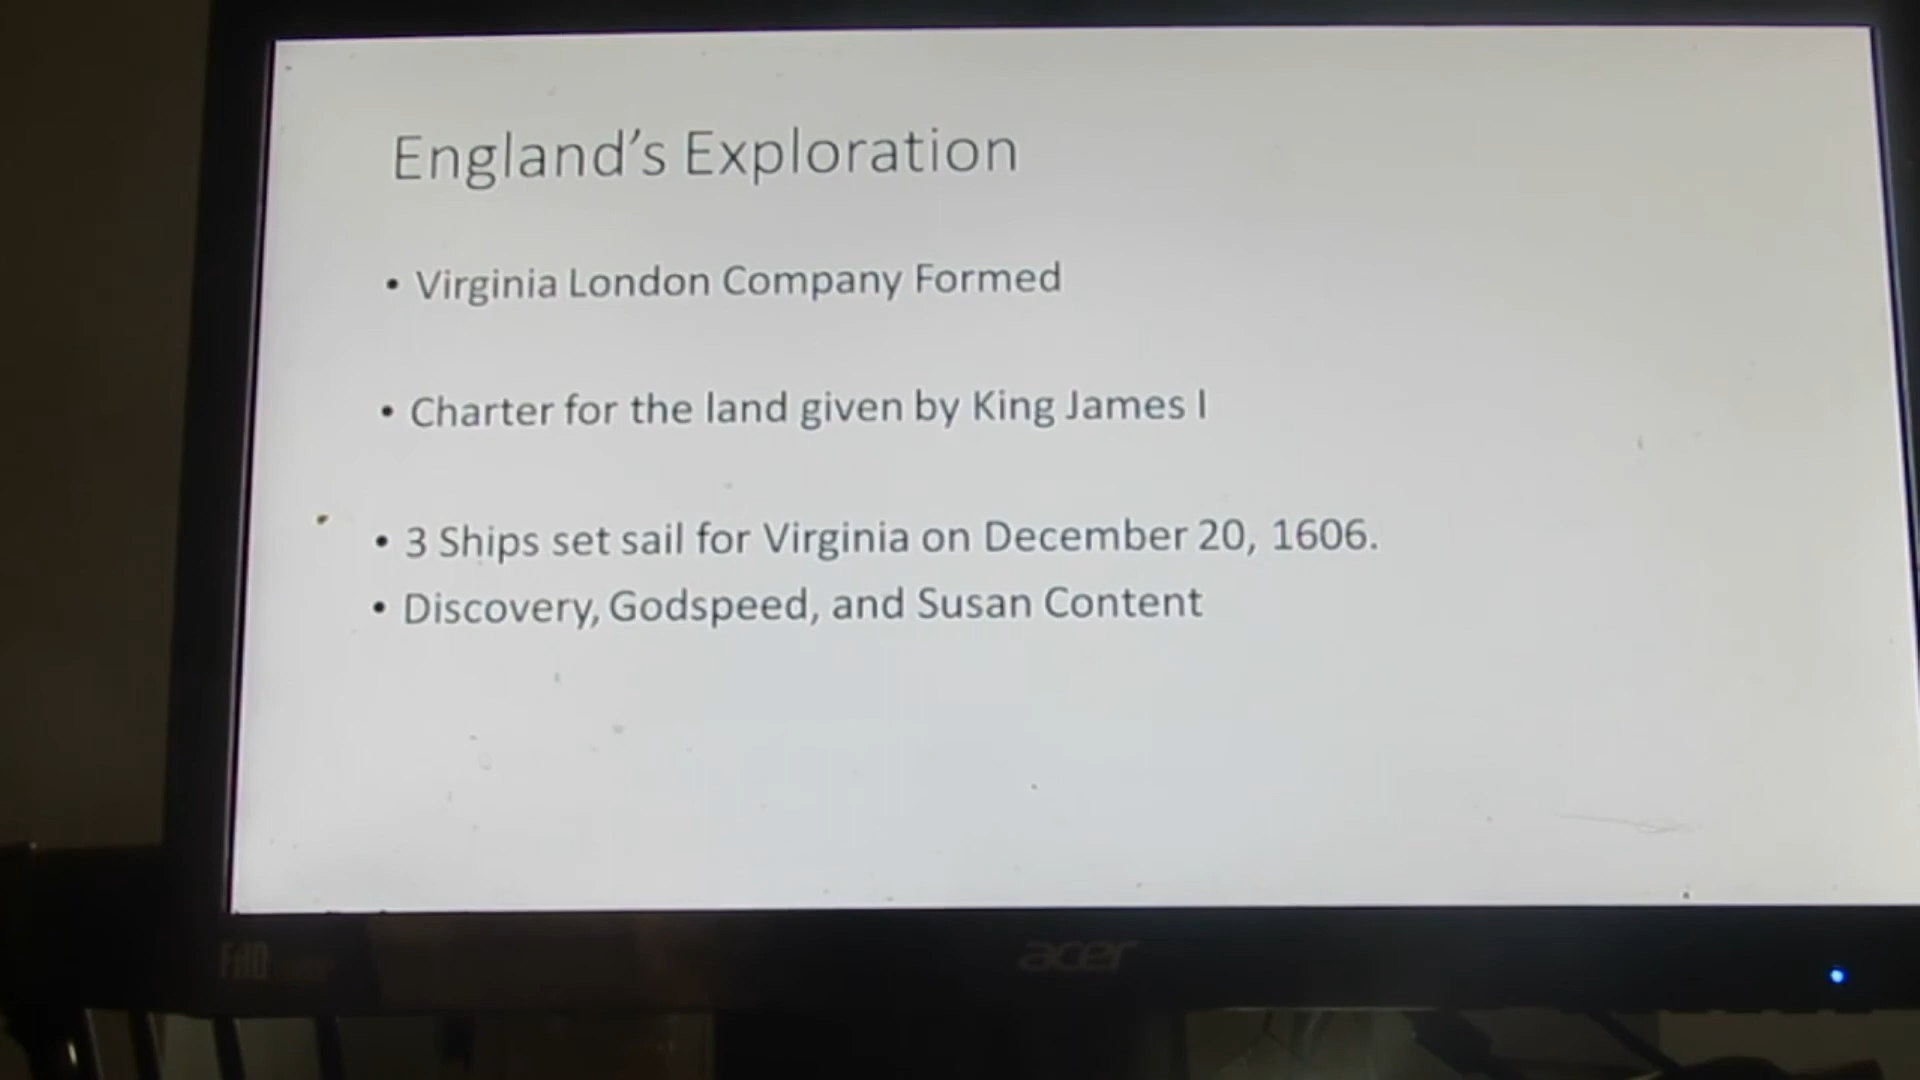 England's Exploration
• Virginia London Company Formed
• Charter for the land given by King James I
• 3 Ships set sail for Virginia on December 20, 1606.
• Discovery, Godspeed, and Susan Content
acer